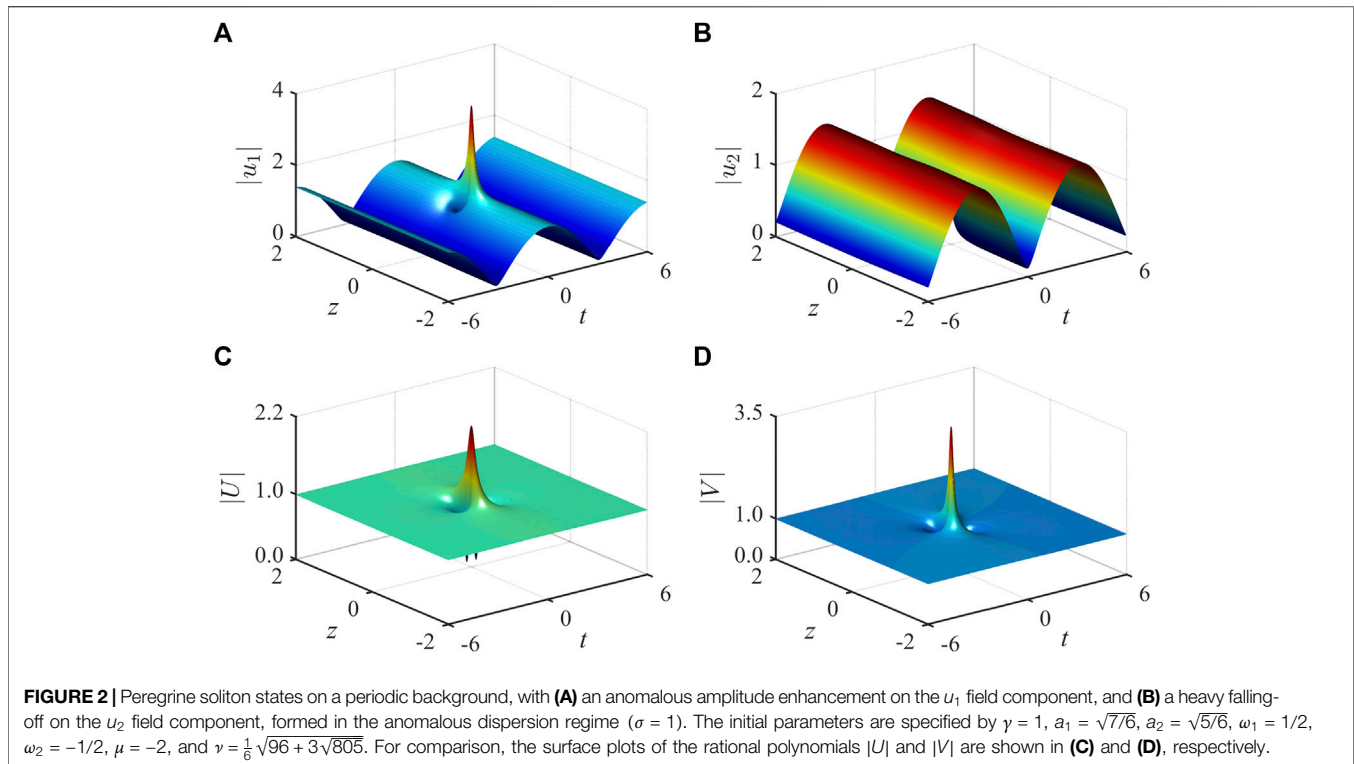 A
B
4
2
0
|u₁|
2
0
-2
z
-6
0
6
t
2
1
0
|u₂|
2
0
-2
z
-6
0
6
t
C
D
2.2
1.0
0.0
|U|
2
0
-2
z
-6
0
6
t
3.5
1.0
0.0
|V|
2
0
-2
z
-6
0
6
t
FIGURE 2 | Peregrine soliton states on a periodic background, with (A) an anomalous amplitude enhancement on the u₁ field component, and (B) a heavy falling-
off on the u₂ field component, formed in the anomalous dispersion regime (σ = 1). The initial parameters are specified by γ = 1, a₁ = √7/6, a₂ = √5/6, ω₁ = 1/2,
ω₂ = −1/2, μ = −2, and ν = 1/6 √(96 + 3√805). For comparison, the surface plots of the rational polynomials |U| and |V| are shown in (C) and (D), respectively.